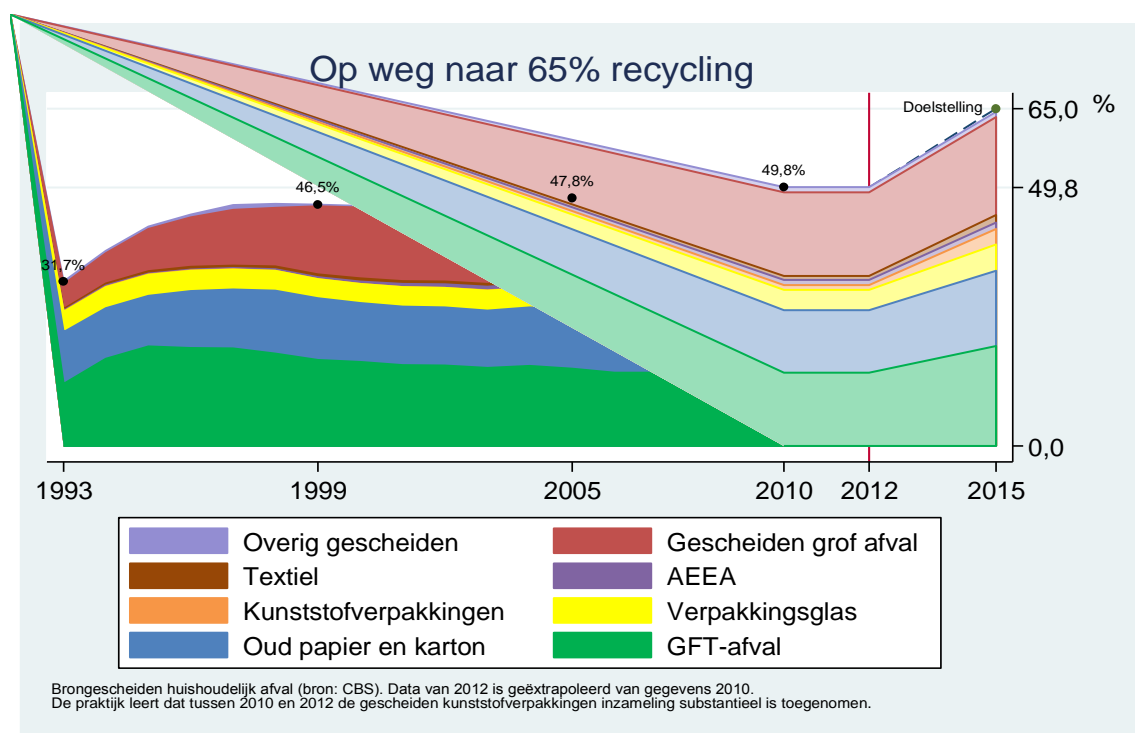 Op weg naar 65% recycling
Doelstelling
65,0 %
49,8%
49,8
47,8%
46,5%
31,7%
0,0
1993 1999 2005 2010 2012 2015
Overig gescheiden Gescheiden grof afval
Textiel AEEA
Kunststofverpakkingen Verpakkingsglas
Oud papier en karton GFT-afval
Brongescheiden huishoudelijk afval (bron: CBS). Data van 2012 is geëxtrapoleerd van gegevens 2010.
De praktijk leert dat tussen 2010 en 2012 de gescheiden kunststofverpakkingen inzameling substantieel is toegenomen.